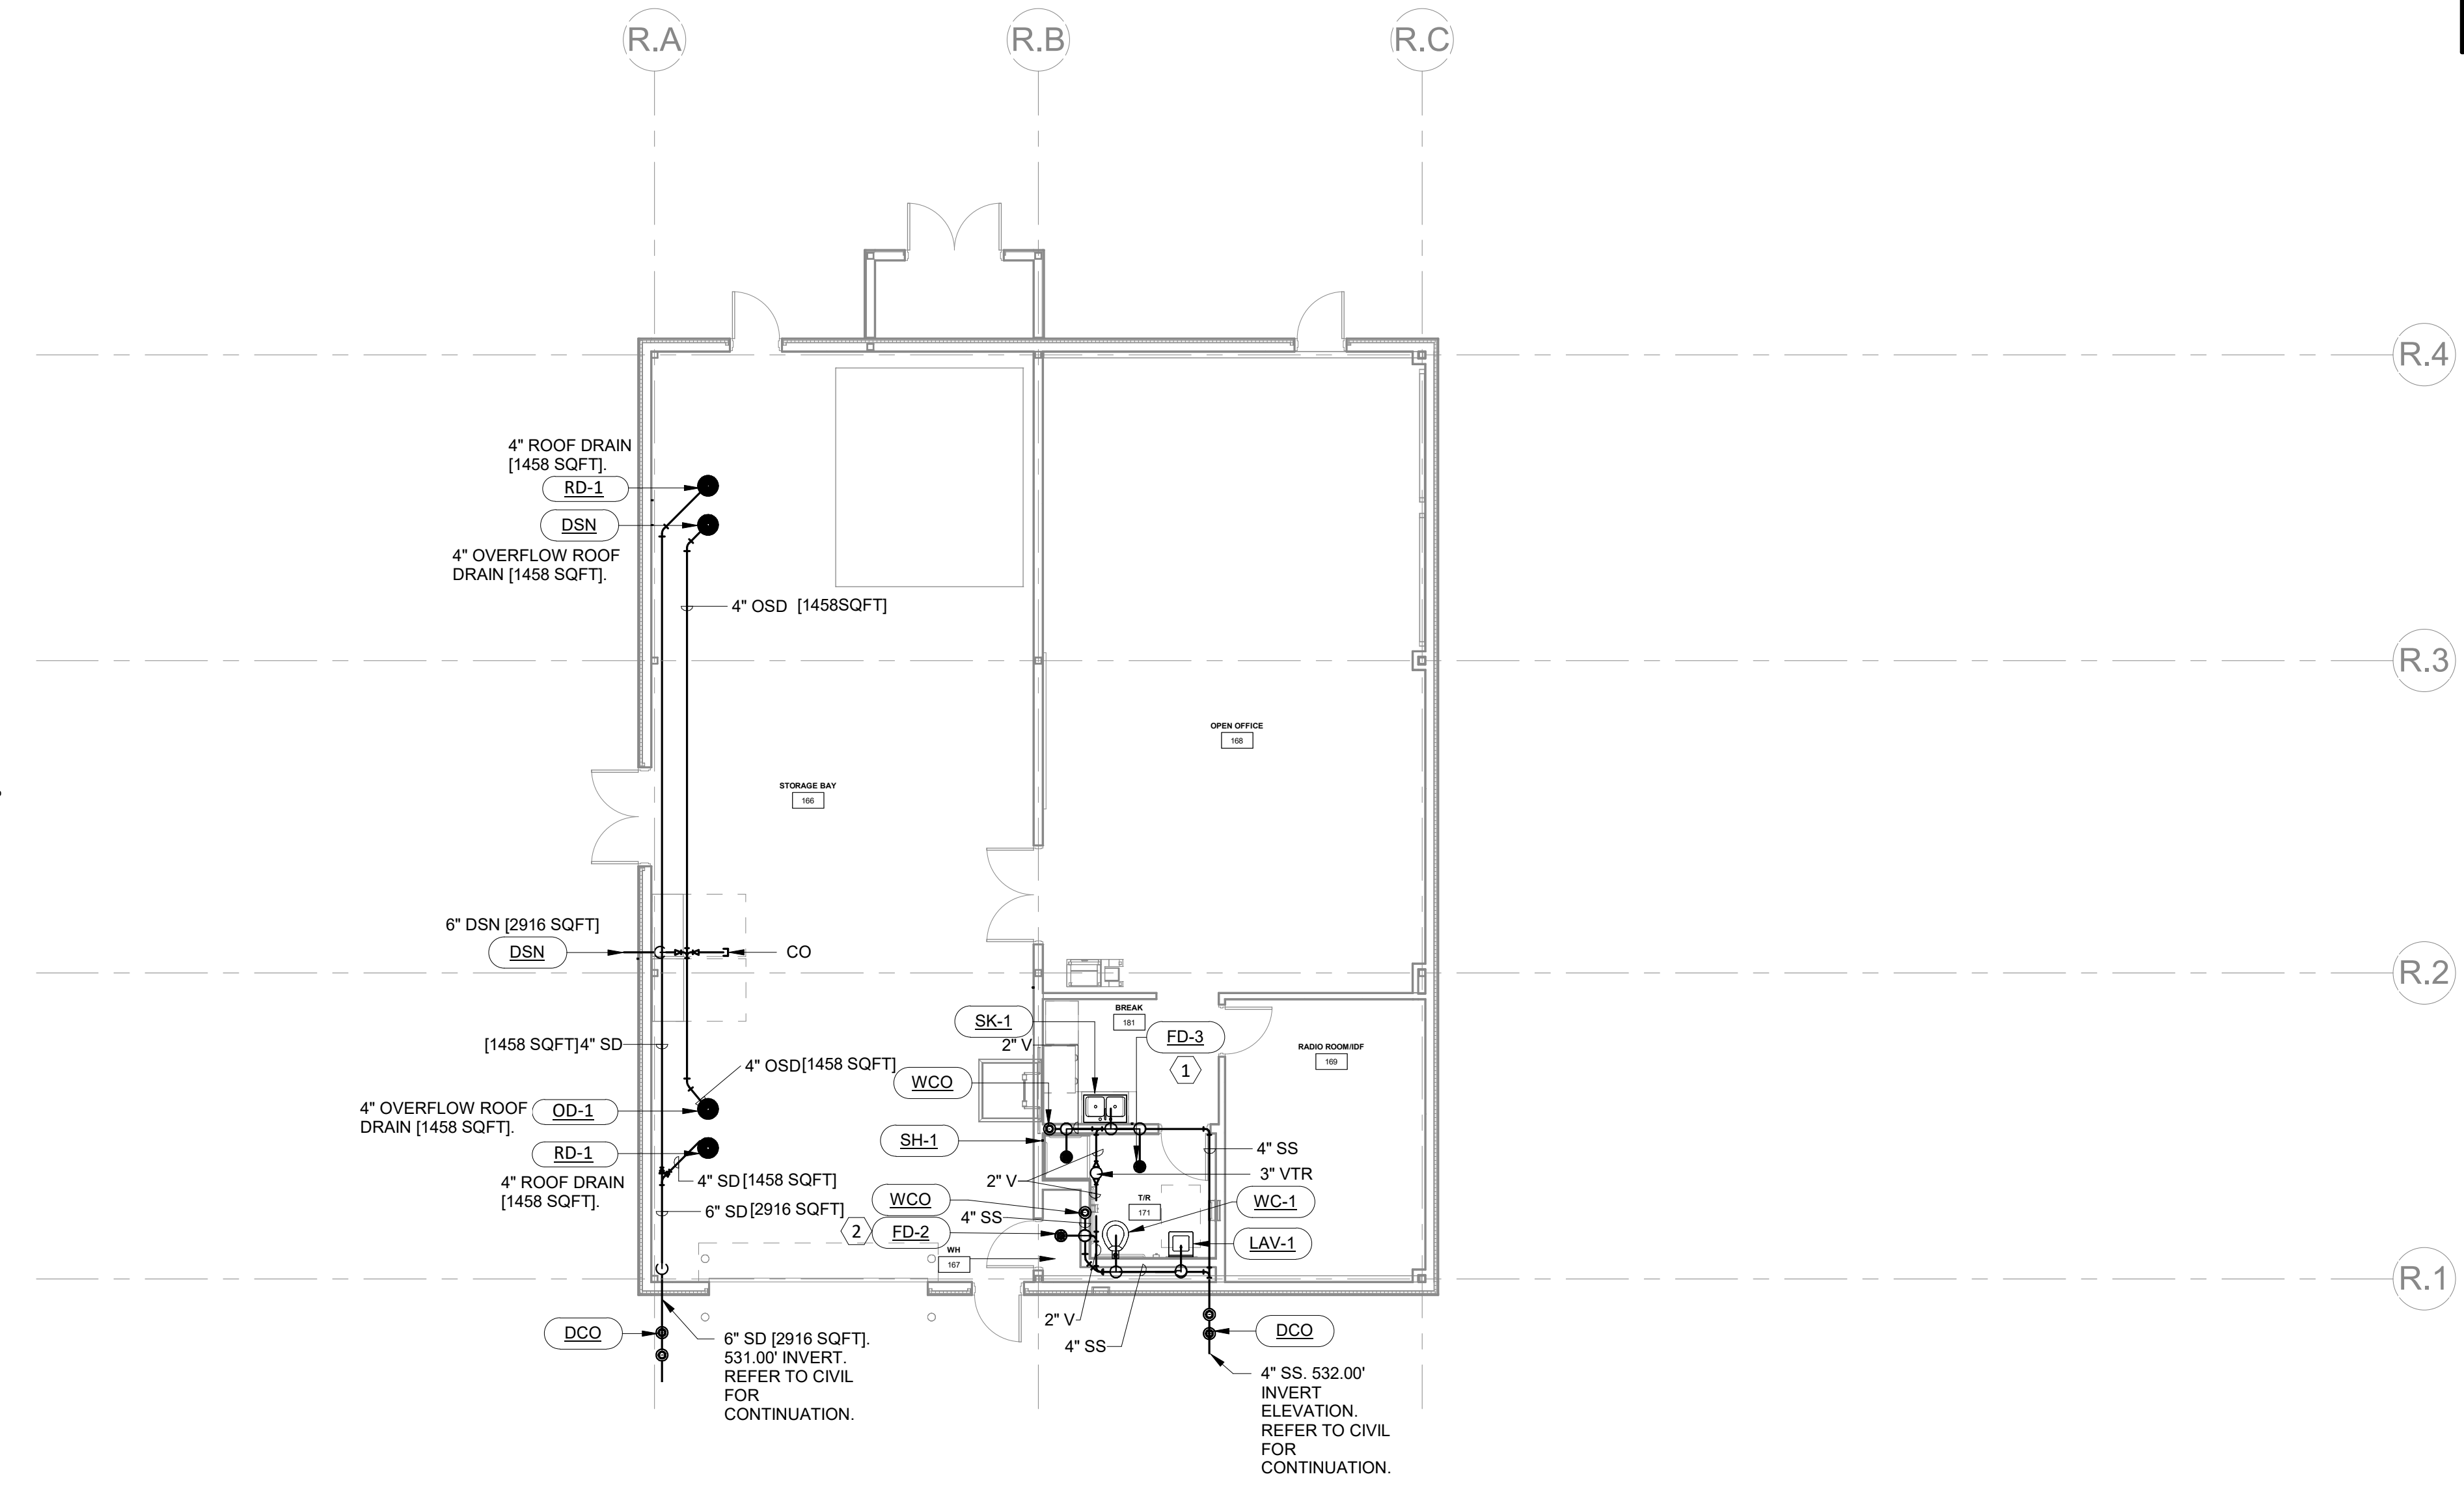 R.A
R.B
R.C
R.4
4" ROOF DRAIN
[1458 SQFT].
RD-1
DSN
4" OVERFLOW ROOF
DRAIN [1458 SQFT].
4" OSD [1458SQFT]
R.3
OPEN OFFICE
168
STORAGE BAY
166
6" DSN [2916 SQFT]
DSN
CO
R.2
BREAK
181
SK-1
2" V
FD-3
1
RADIO ROOM/IDF
169
[1458 SQFT]4" SD
4" OSD[1458 SQFT]
WCO
4" OVERFLOW ROOF
DRAIN [1458 SQFT].
OD-1
SH-1
RD-1
4" ROOF DRAIN
[1458 SQFT].
4" SD[1458 SQFT]
6" SD[2916 SQFT]
4" SS
3" VTR
2" V
WCO
4" SS
2
FD-2
T/R
171
WC-1
LAV-1
WH
167
R.1
2" V
4" SS
DCO
6" SD [2916 SQFT].
531.00' INVERT.
REFER TO CIVIL
FOR
CONTINUATION.
DCO
4" SS. 532.00'
INVERT
ELEVATION.
REFER TO CIVIL
FOR
CONTINUATION.